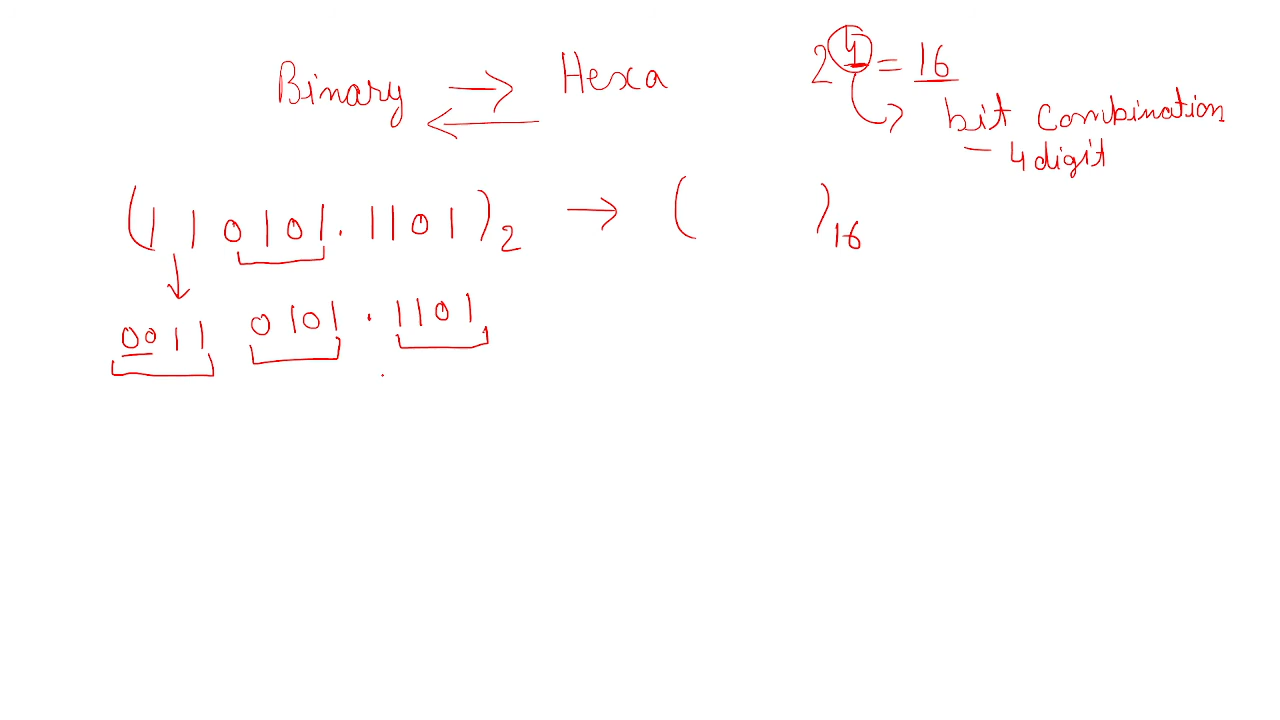 Binary → Hexa
←
2^4 = 16
bit combination
- 4 digit
(110101.1101)₂ → (      )₁₆
0011 0101 . 1101